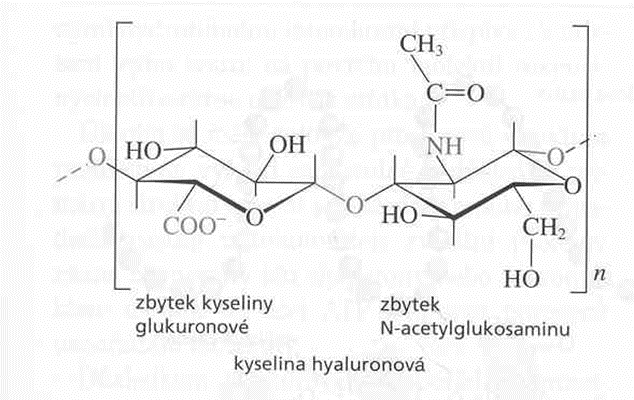 CH₃
C=O
NH
HO
OH
O
O
COO⁻
O
O
HO
O
O
CH₂
HO
n
zbytek kyseliny
glukuronové
zbytek
N-acetylglukosaminu
kyselina hyaluronová